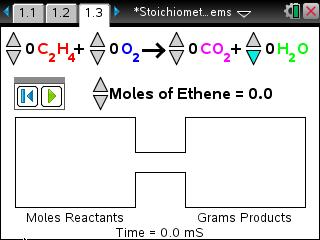 1.1 1.2 1.3 *Stoichiomet...ems
0 C2H4 + 0 O2 → 0 CO2 + 0 H2O
Moles of Ethene = 0.0
Moles Reactants Grams Products
Time = 0.0 mS